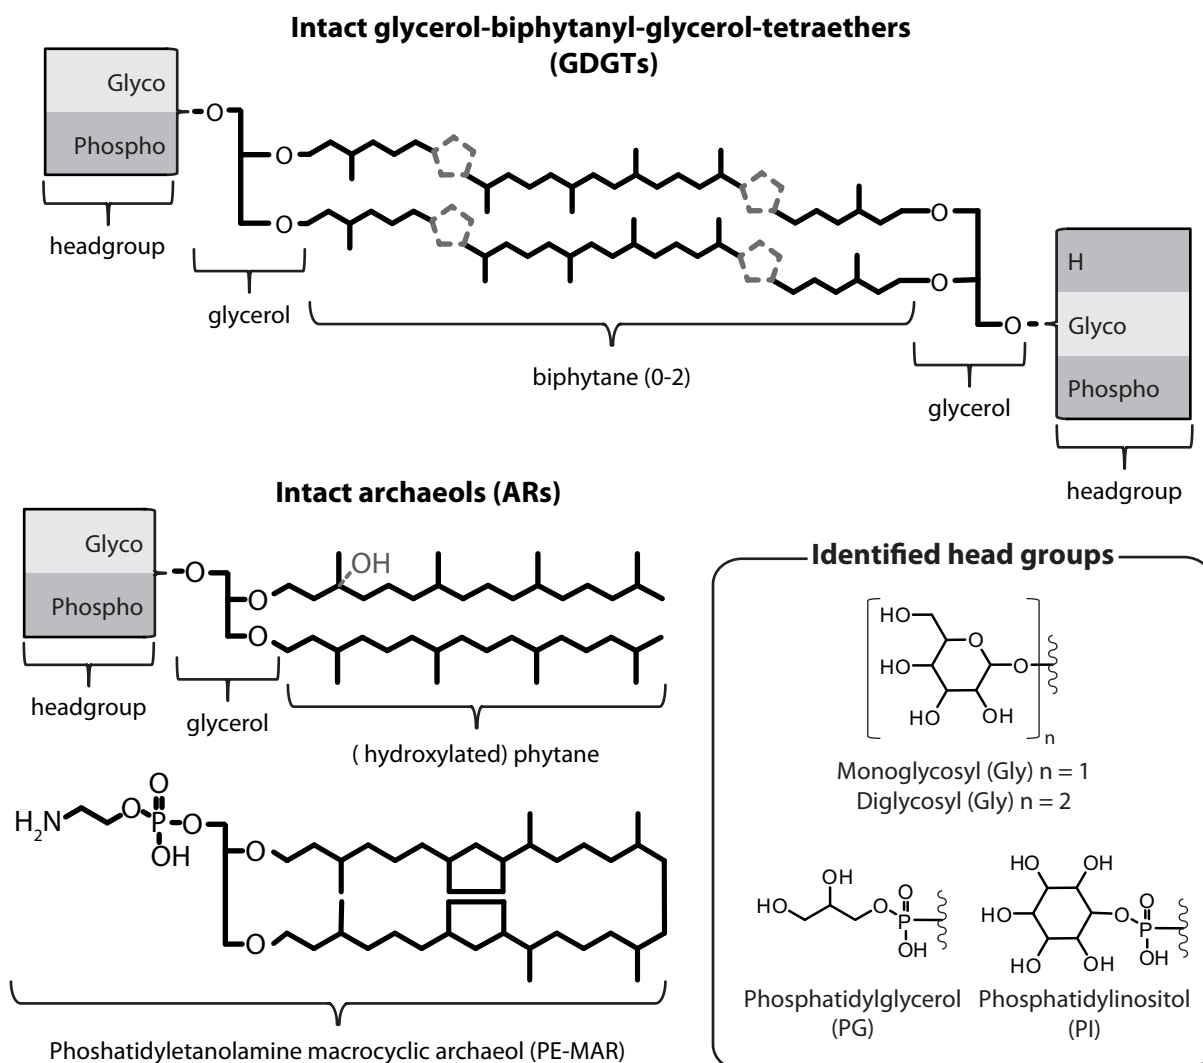 Intact glycerol-biphytanyl-glycerol-tetraethers
(GDGTs)
Glyco
Phospho
O
O
O
headgroup
glycerol
biphytane (0-2)
O
O
O
glycerol
H
Glyco
Phospho
headgroup
Intact archaeols (ARs)
Glyco
Phospho
O
O
O
OH
headgroup
glycerol
( hydroxylated) phytane
H2N
O
O
P
OH
O
O
O
Phoshatidyletanolamine macrocyclic archaeol (PE-MAR)
Identified head groups
HO
O
HO
O
HO
OH
n
Monoglycosyl (Gly) n = 1
Diglycosyl (Gly) n = 2
OH
HO
O
O
P
OH
Phosphatidylglycerol
(PG)
HO
OH
HO
O
O
P
OH
HO
OH
Phosphatidylinositol
(PI)